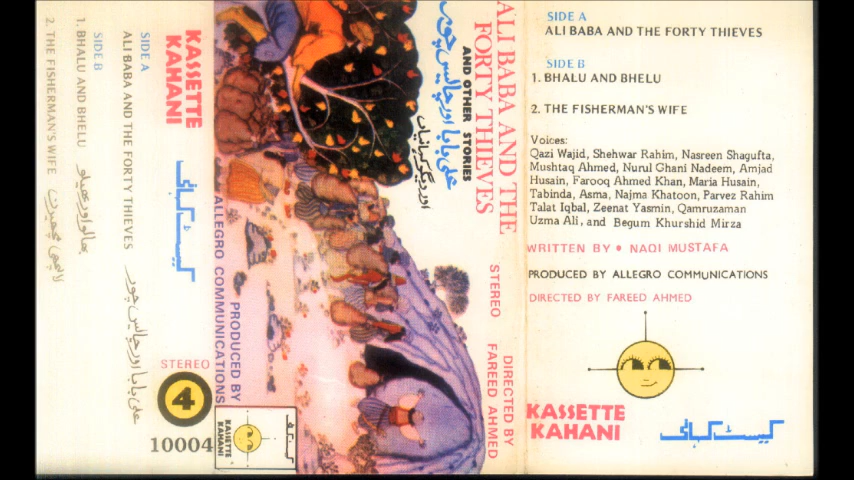 KASSETTE
KAHANI
کیسٹ کہانی
SIDE A
ALI BABA AND THE FORTY THIEVES
علی بابا اور چالیس چور
SIDE B
1. BHALU AND BHELU
بھالو اور بھیلو
2. THE FISHERMAN'S WIFE
STEREO
4
10004
ALI BABA AND THE
FORTY THIEVES
AND OTHER STORIES
علی بابا اور چالیس چور
اور دیگر کہانیاں
STEREO
DIRECTED BY
FAREED AHMED
PRODUCED BY
ALLEGRO COMMUNICATIONS
کیسٹ کہانی
KASSETTE
KAHANI
SIDE A
ALI BABA AND THE FORTY THIEVES
SIDE B
1. BHALU AND BHELU
2. THE FISHERMAN'S WIFE
Voices:
Qazi Wajid, Shehwar Rahim, Nasreen Shagufta,
Mushtaq Ahmed, Nurul Ghani Nadeem, Amjad
Husain, Farooq Ahmed Khan, Maria Husain,
Tabinda, Asma, Najma Khatoon, Parvez Rahim
Talat Iqbal, Zeenat Yasmin, Qamruzaman
Uzma Ali, and Begum Khurshid Mirza
WRITTEN BY • NAQI MUSTAFA
PRODUCED BY ALLEGRO COMMUNICATIONS
DIRECTED BY FAREED AHMED
KASSETTE
KAHANI
کیسٹ کہانی